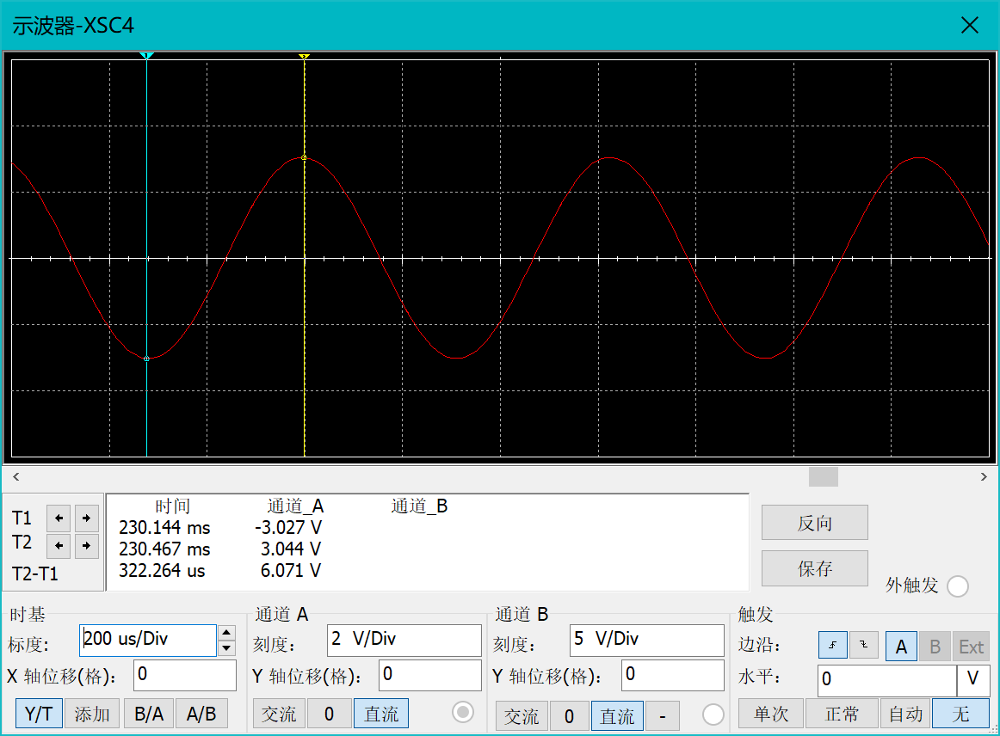 示波器-XSC4
1 2
时间 通道_A 通道_B
T1 230.144 ms -3.027 V
T2 230.467 ms 3.044 V
T2-T1 322.264 us 6.071 V
反向
保存
外触发
时基 通道 A 通道 B 触发
标度: 200 us/Div 刻度: 2 V/Div 刻度: 5 V/Div 边沿: A B Ext
X 轴位移(格): 0 Y 轴位移(格): 0 Y 轴位移(格): 0 水平: 0 V
Y/T 添加 B/A A/B 交流 0 直流 交流 0 直流 - 单次 正常 自动 无